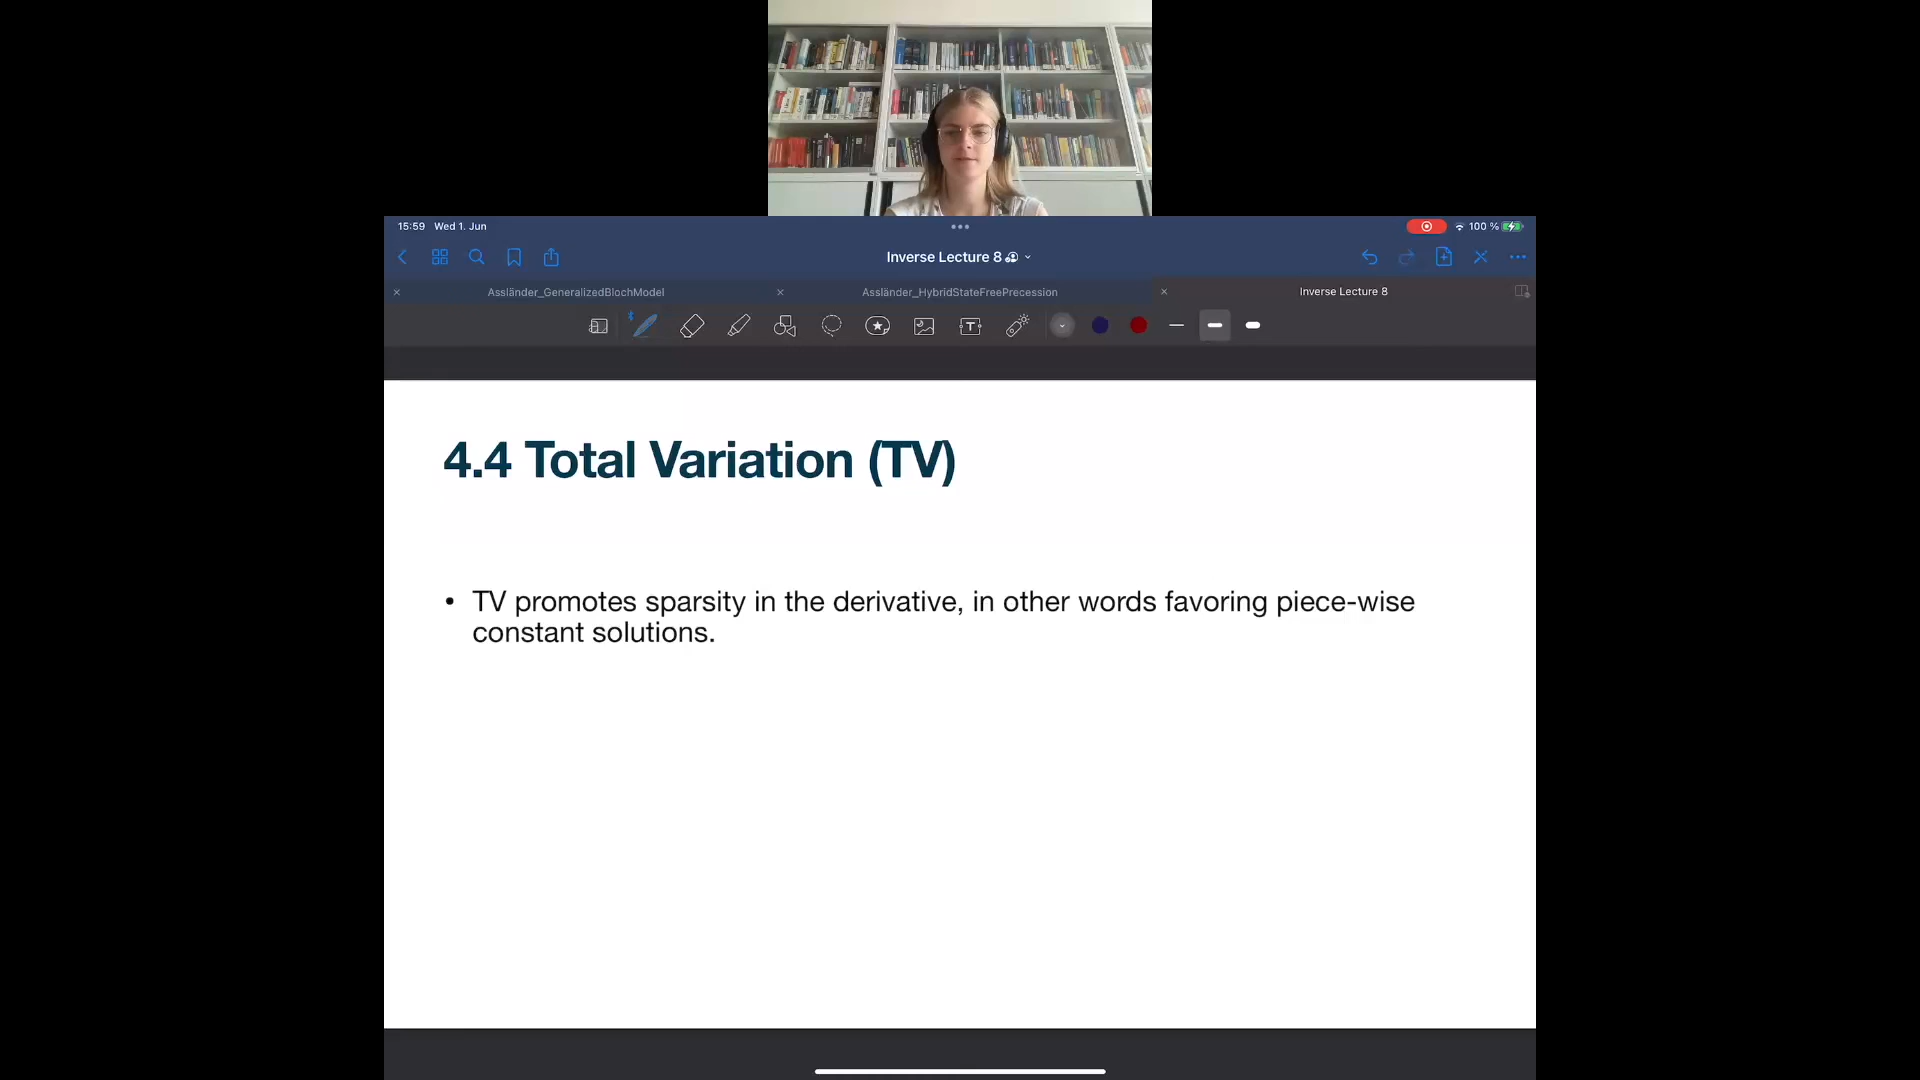 15:59 Wed 1. Jun
100 %
Inverse Lecture 8
Assländer_GeneralizedBlochModel
Assländer_HybridStateFreePrecession
Inverse Lecture 8
T
4.4 Total Variation (TV)
• TV promotes sparsity in the derivative, in other words favoring piece-wise
constant solutions.